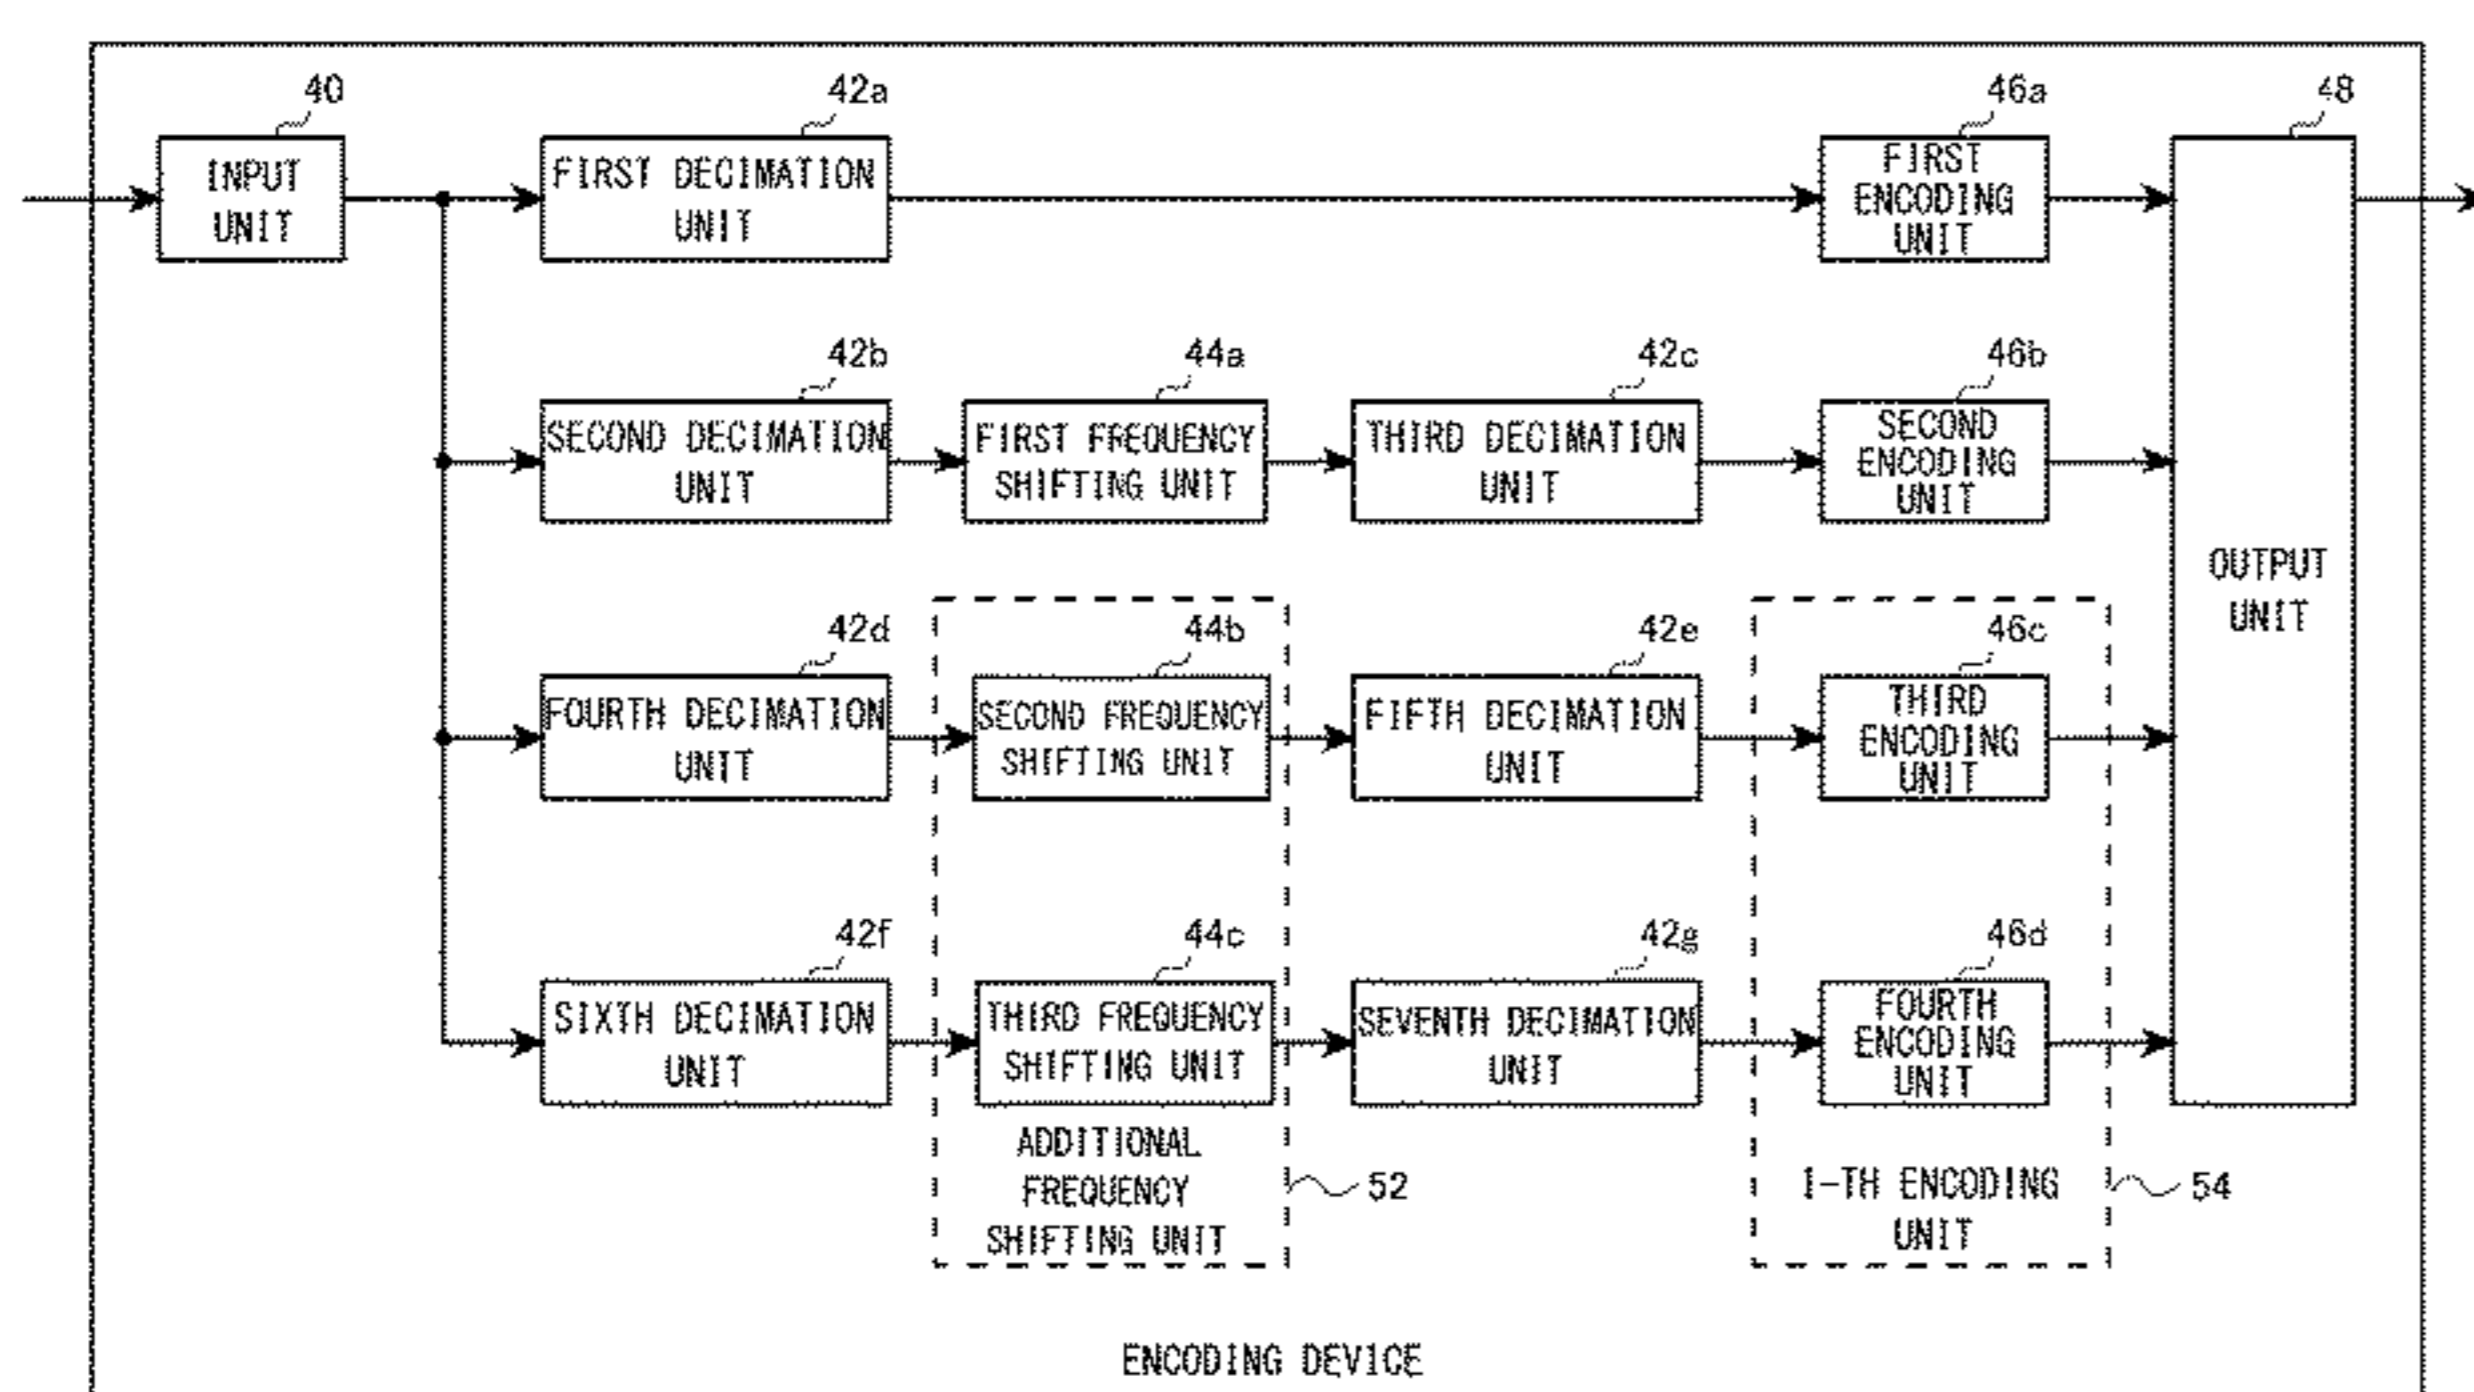 40
42a
46a
48
INPUT
UNIT
FIRST DECIMATION
UNIT
FIRST
ENCODING
UNIT
42b
44a
42c
46b
SECOND DECIMATION
UNIT
FIRST FREQUENCY
SHIFTING UNIT
THIRD DECIMATION
UNIT
SECOND
ENCODING
UNIT
OUTPUT
UNIT
42d
44b
42e
46c
FOURTH DECIMATION
UNIT
SECOND FREQUENCY
SHIFTING UNIT
FIFTH DECIMATION
UNIT
THIRD
ENCODING
UNIT
42f
44c
42g
46d
SIXTH DECIMATION
UNIT
THIRD FREQUENCY
SHIFTING UNIT
SEVENTH DECIMATION
UNIT
FOURTH
ENCODING
UNIT
ADDITIONAL
FREQUENCY
SHIFTING UNIT
52
I-TH ENCODING
UNIT
54
ENCODING DEVICE